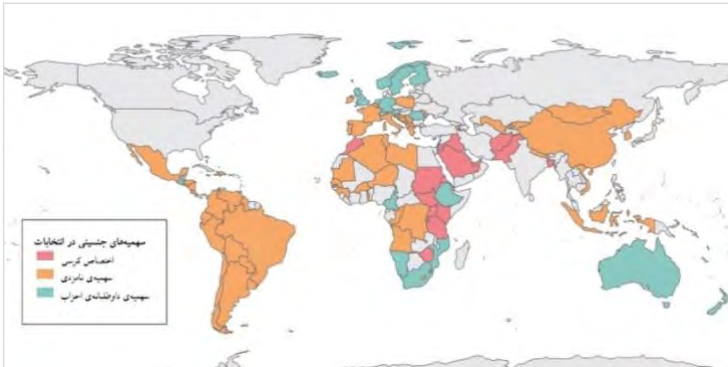 سهمیه‌های جنسیتی در انتخابات
اختصاص کرسی
سهمیه‌ی نامزدی
سهمیه‌ی داوطلبانه‌ی احزاب